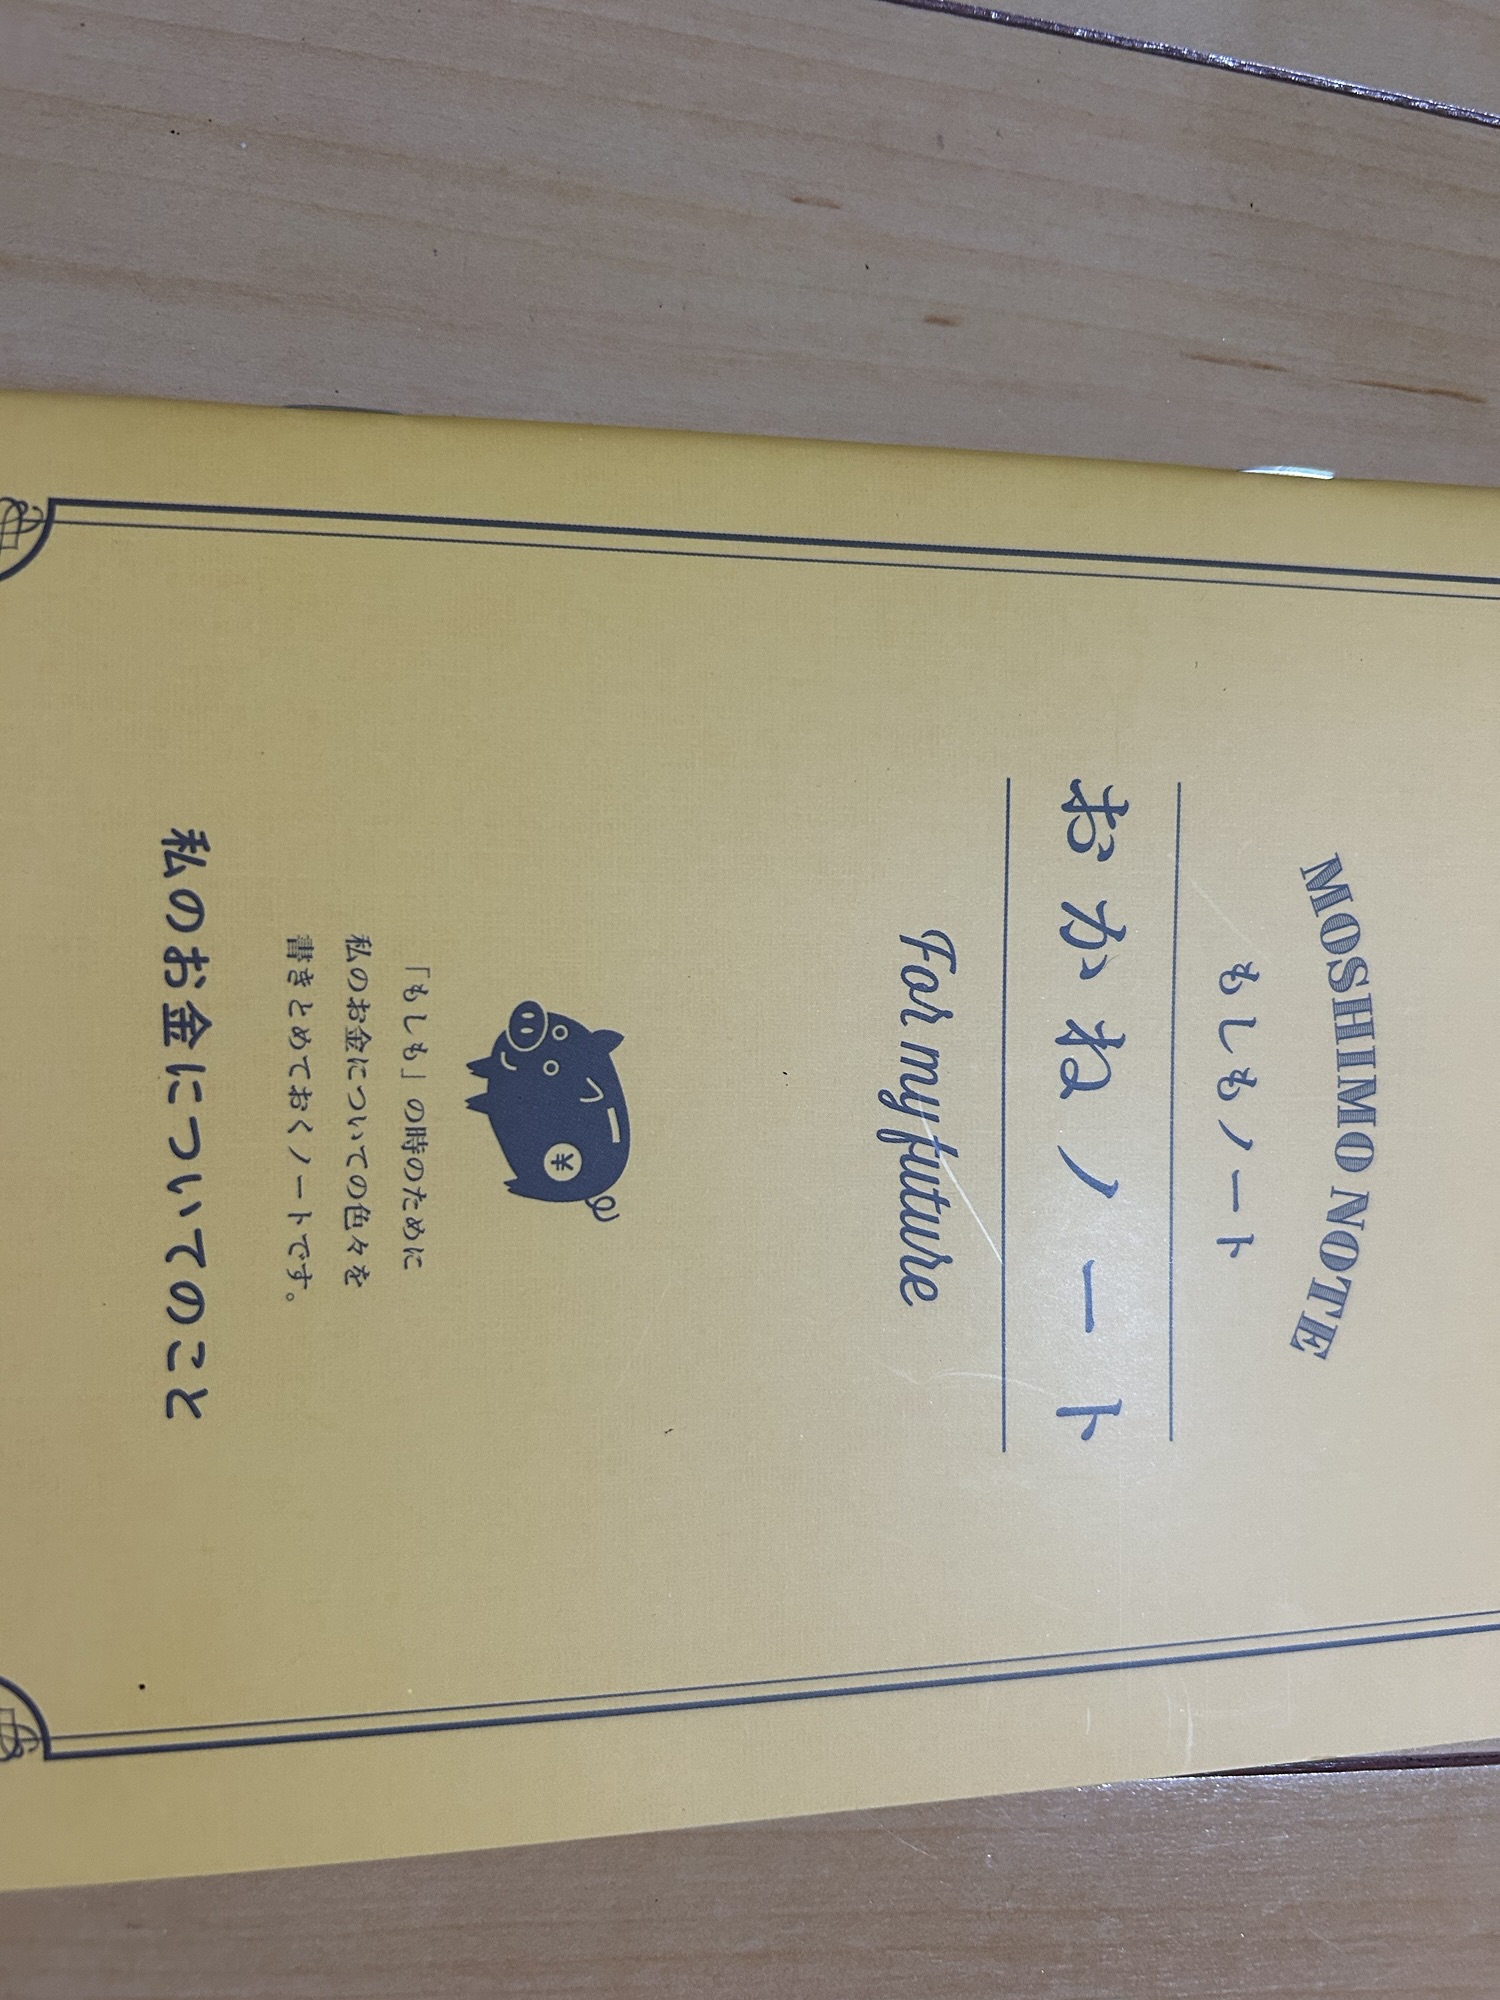 MOSHIMO NOTE
もしもノート
おかねノート
For my future
¥
「もしも」の時のために
私のお金についての色々を
書きとめておくノートです。
私のお金についてのこと